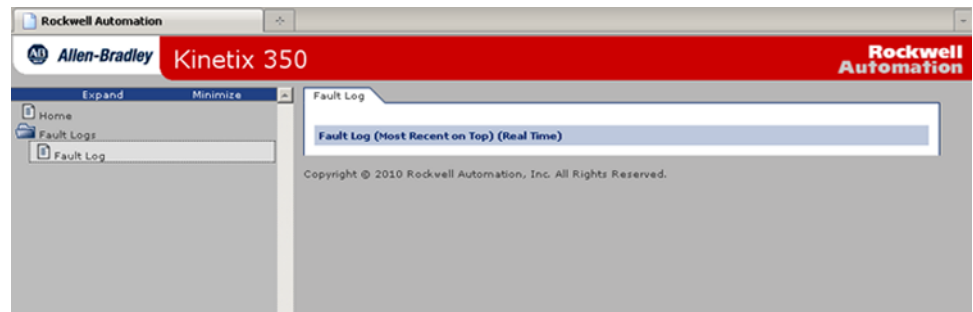 Rockwell Automation
AB Allen-Bradley
Kinetix 350
Rockwell
Automation
Expand Minimize
Home
Fault Logs
Fault Log
Fault Log
Fault Log (Most Recent on Top) (Real Time)
Copyright © 2010 Rockwell Automation, Inc. All Rights Reserved.